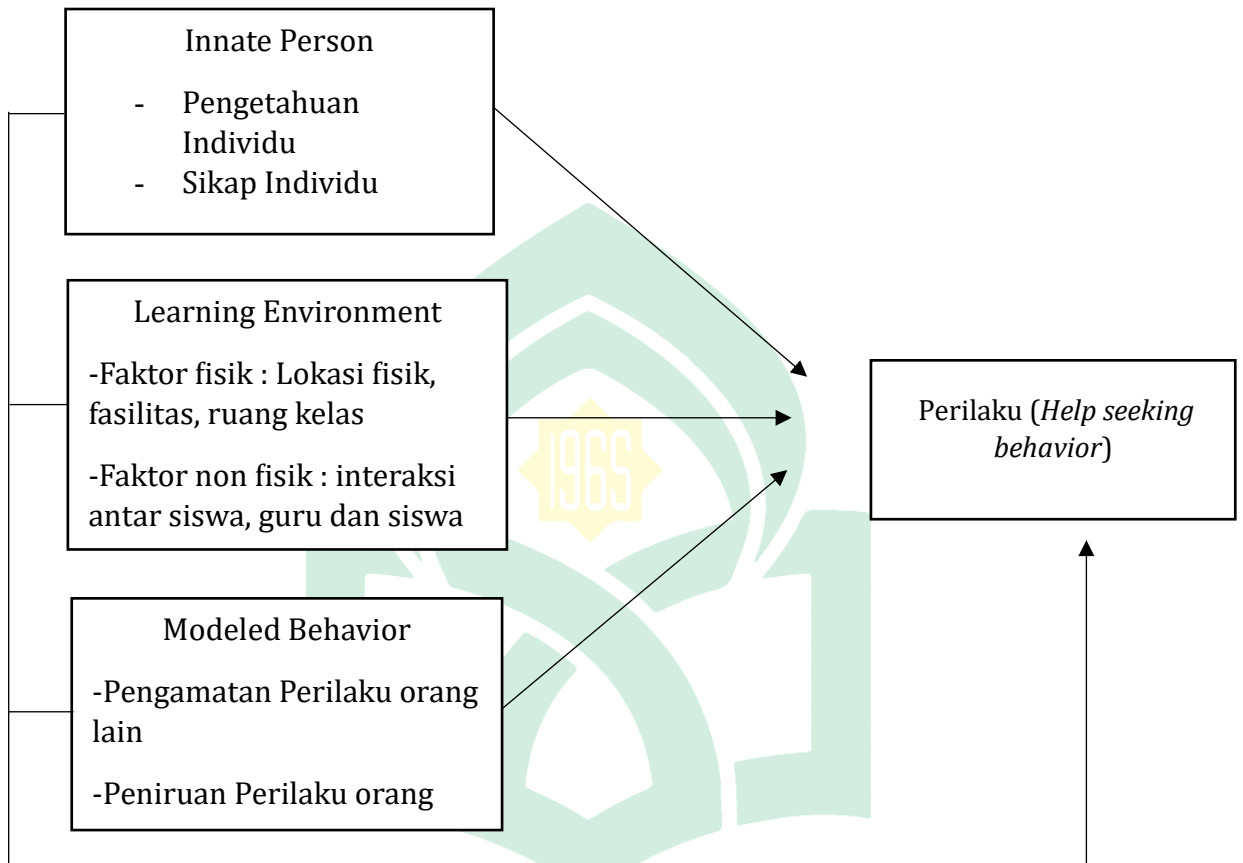 Innate Person
- Pengetahuan
Individu
- Sikap Individu
Learning Environment
-Faktor fisik : Lokasi fisik,
fasilitas, ruang kelas
-Faktor non fisik : interaksi
antar siswa, guru dan siswa
Modeled Behavior
-Pengamatan Perilaku orang
lain
-Peniruan Perilaku orang
1965
Perilaku (Help seeking
behavior)